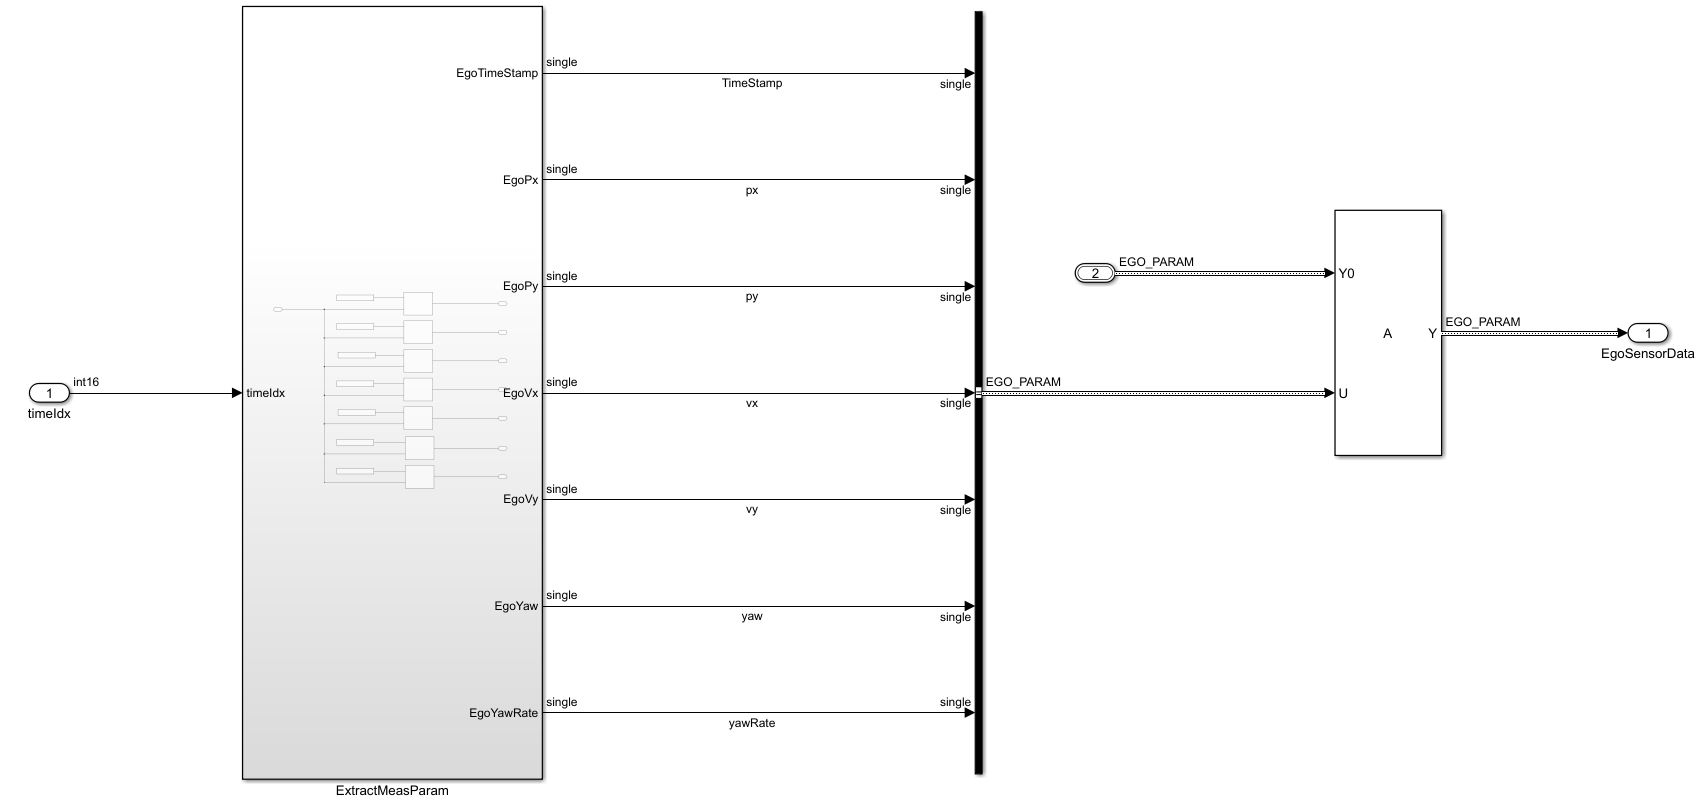 EgoTimeStamp
single
TimeStamp
single
EgoPx
single
px
single
EgoPy
single
py
single
2
EGO_PARAM
Y0
A
Y
EGO_PARAM
1
EgoSensorData
1
int16
timeIdx
timeIdx
EgoVx
single
vx
single
EGO_PARAM
U
EgoVy
single
vy
single
EgoYaw
single
yaw
single
EgoYawRate
single
yawRate
single
ExtractMeasParam